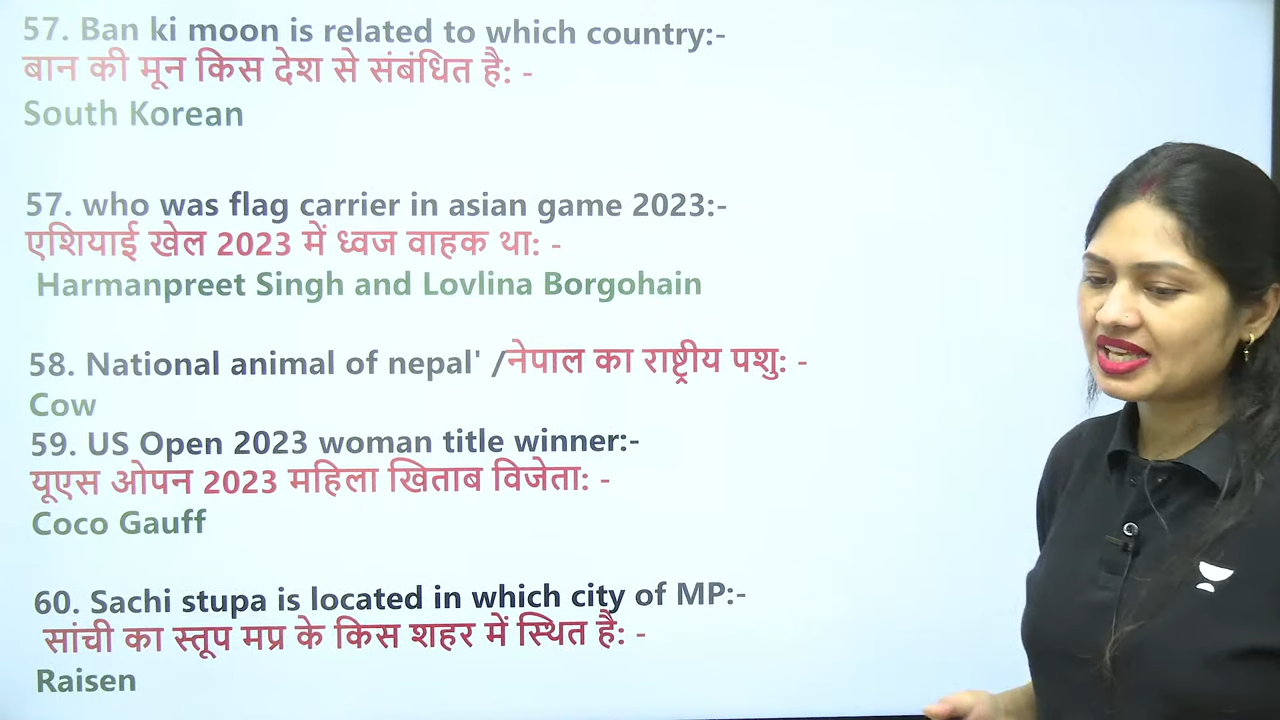 57. Ban ki moon is related to which country:-
बान की मून किस देश से संबंधित है: -
South Korean
57. who was flag carrier in asian game 2023:-
एशियाई खेल 2023 में ध्वज वाहक था: -
Harmanpreet Singh and Lovlina Borgohain
58. National animal of nepal' /नेपाल का राष्ट्रीय पशु: -
Cow
59. US Open 2023 woman title winner:-
यूएस ओपन 2023 महिला खिताब विजेता: -
Coco Gauff
60. Sachi stupa is located in which city of MP:-
सांची का स्तूप मप्र के किस शहर में स्थित है: -
Raisen